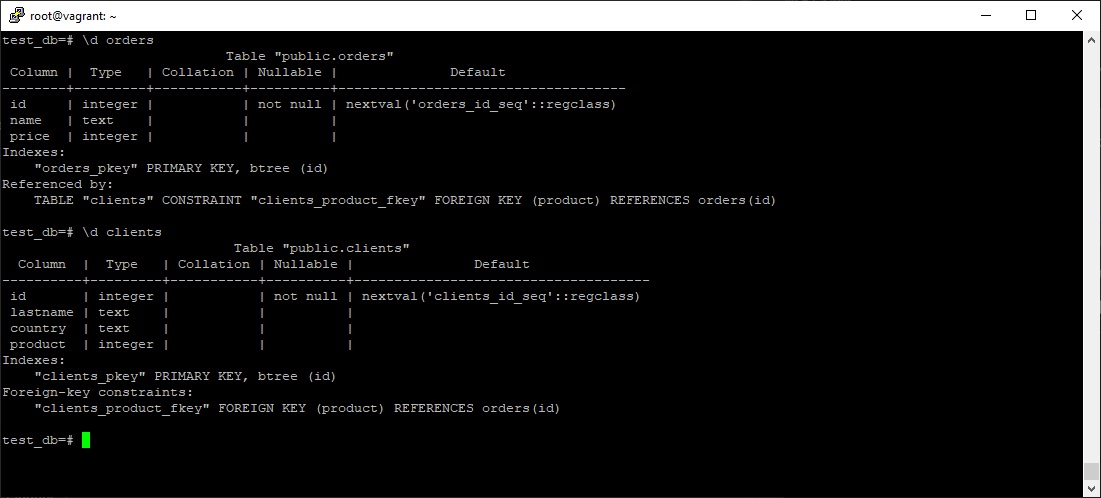 root@vagrant: ~
test_db=# \d orders
                            Table "public.orders"
 Column |  Type   | Collation | Nullable |              Default
--------+---------+-----------+----------+------------------------------------
 id     | integer |           | not null | nextval('orders_id_seq'::regclass)
 name   | text    |           |          |
 price  | integer |           |          |
Indexes:
    "orders_pkey" PRIMARY KEY, btree (id)
Referenced by:
    TABLE "clients" CONSTRAINT "clients_product_fkey" FOREIGN KEY (product) REFERENCES orders(id)

test_db=# \d clients
                             Table "public.clients"
  Column  |  Type   | Collation | Nullable |               Default
----------+---------+-----------+----------+-------------------------------------
 id       | integer |           | not null | nextval('clients_id_seq'::regclass)
 lastname | text    |           |          |
 country  | text    |           |          |
 product  | integer |           |          |
Indexes:
    "clients_pkey" PRIMARY KEY, btree (id)
Foreign-key constraints:
    "clients_product_fkey" FOREIGN KEY (product) REFERENCES orders(id)

test_db=#